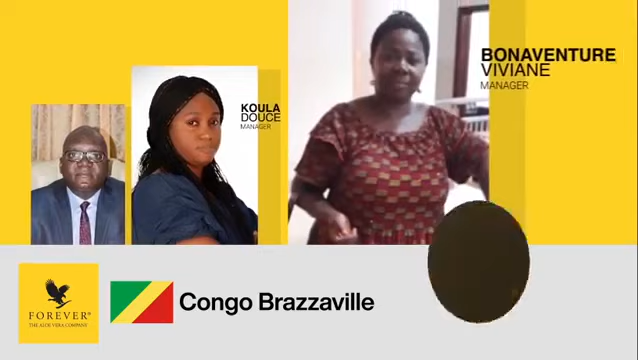 BONAVENTURE
VIVIANE
MANAGER
KOULA
DOUCE
MANAGER
FOREVER®
THE ALOE VERA COMPANY
Congo Brazzaville